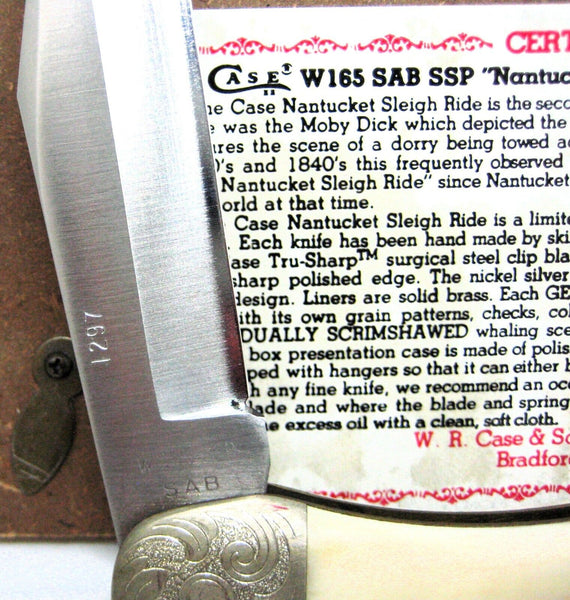 CERT
CASE® W165 SAB SSP "Nantuc
he Case Nantucket Sleigh Ride is the seco
e was the Moby Dick which depicted the
ures the scene of a dorry being towed a
0's and 1840's this frequently observed
Nantucket Sleigh Ride" since Nantucket
orld at that time.
Case Nantucket Sleigh Ride is a limite
. Each knife has been hand made by ski
ase Tru-Sharp™ surgical steel clip bla
sharp polished edge. The nickel silver
design. Liners are solid brass. Each GE
ith its own grain patterns, checks, col
DUALLY SCRIMSHAWED whaling sce
box presentation case is made of polis
ped with hangers so that it can either b
h any fine knife, we recommend an occ
lade and where the blade and spring
he excess oil with a clean, soft cloth.
W. R. Case & So
Bradfor
7621
SAB